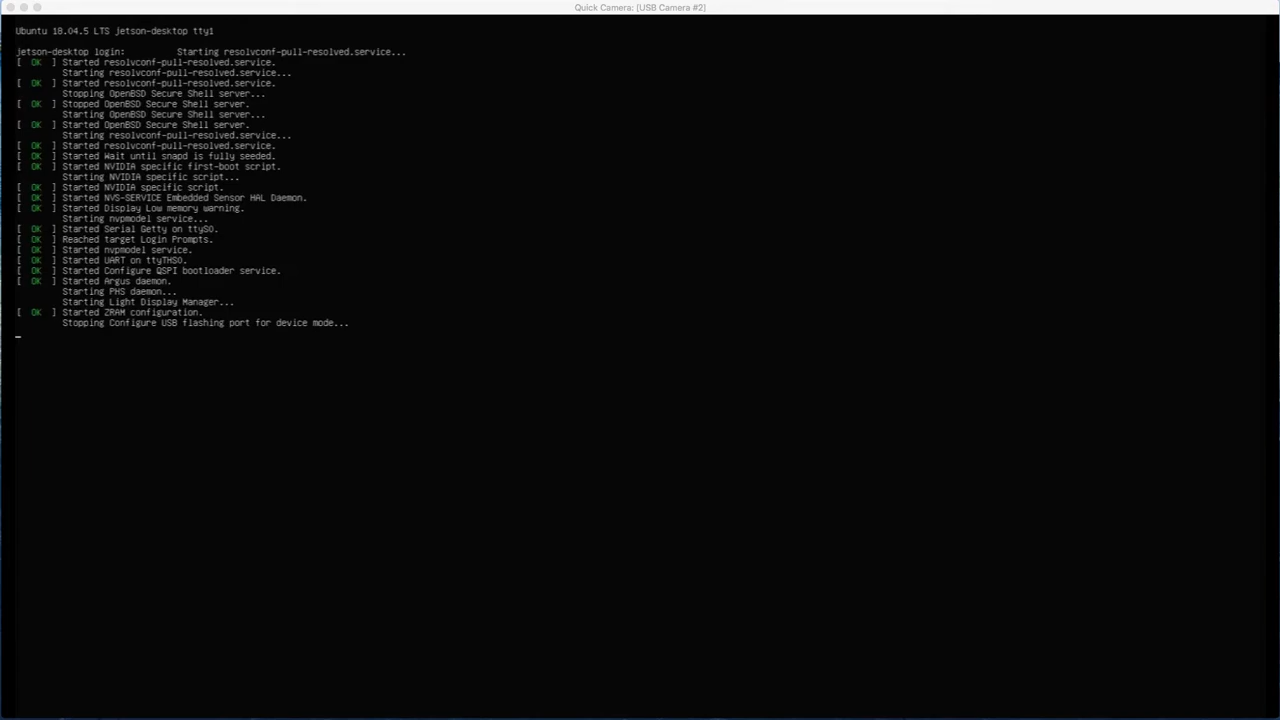 Quick Camera: [USB Camera #2]
Ubuntu 18.04.5 LTS jetson-desktop tty1
jetson-desktop login:         Starting resolvconf-pull-resolved.service...
[  OK  ] Started resolvconf-pull-resolved.service.
Starting resolvconf-pull-resolved.service...
[  OK  ] Started resolvconf-pull-resolved.service.
Stopping OpenBSD Secure Shell server...
[  OK  ] Stopped OpenBSD Secure Shell server.
Starting OpenBSD Secure Shell server...
[  OK  ] Started OpenBSD Secure Shell server.
Starting resolvconf-pull-resolved.service...
[  OK  ] Started resolvconf-pull-resolved.service.
[  OK  ] Started Wait until snapd is fully seeded.
[  OK  ] Started NVIDIA specific first-boot script.
Starting NVIDIA specific script...
[  OK  ] Started NVIDIA specific script.
[  OK  ] Started NVS-SERVICE Embedded Sensor HAL Daemon.
[  OK  ] Started Display Low memory warning.
Starting nvpmodel service...
[  OK  ] Started Serial Getty on ttyS0.
[  OK  ] Reached target Login Prompts.
[  OK  ] Started nvpmodel service.
[  OK  ] Started UART on ttyTHS0.
[  OK  ] Started Configure QSPI bootloader service.
[  OK  ] Started Argus daemon.
Starting PHS daemon...
Starting Light Display Manager...
[  OK  ] Started ZRAM configuration.
Stopping Configure USB flashing port for device mode...